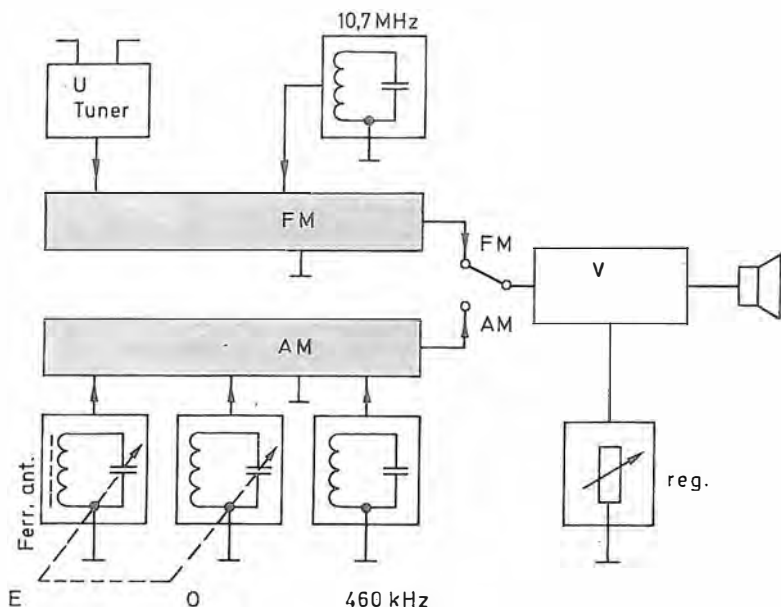 10,7 MHz
U
Tuner
FM
FM
V
AM
AM
Ferr. ant.
reg.
E
O
460 kHz